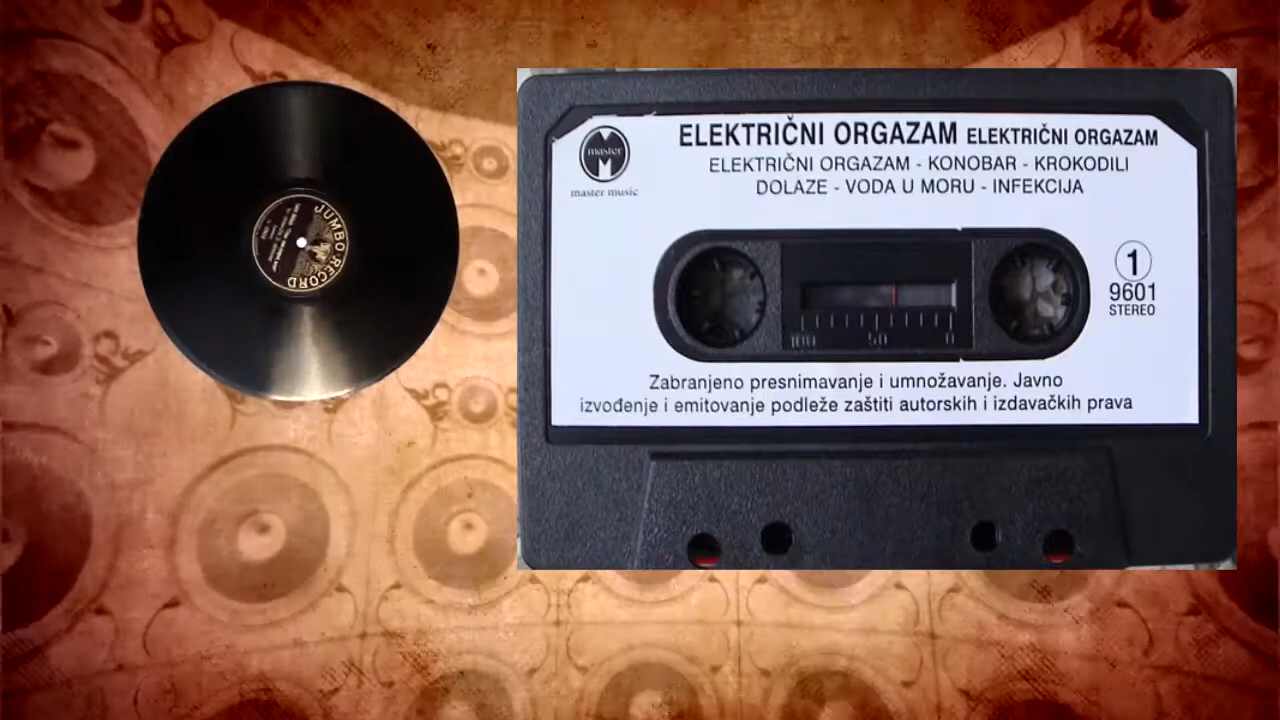 JUMBO RECORD
master
M
master music
ELEKTRIČNI ORGAZAM ELEKTRIČNI ORGAZAM
ELEKTRIČNI ORGAZAM - KONOBAR - KROKODILI
DOLAZE - VODA U MORU - INFEKCIJA
1
9601
STEREO
100 50 0
Zabranjeno presnimavanje i umnožavanje. Javno
izvođenje i emitovanje podleže zaštiti autorskih i izdavačkih prava